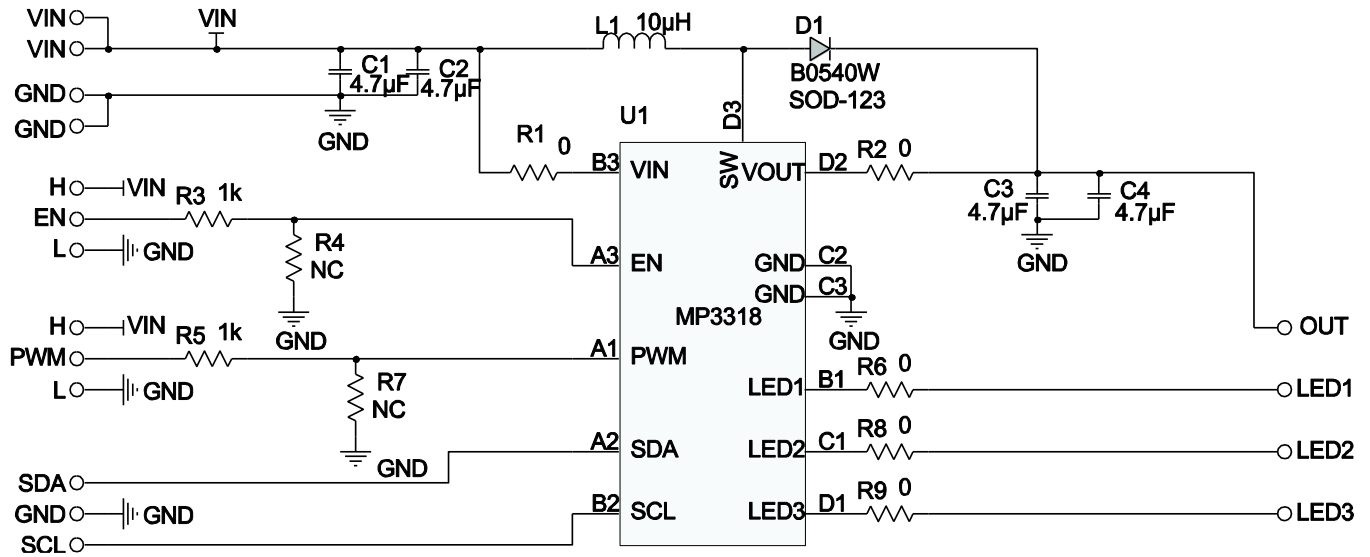 VIN
VIN
VIN
L1 10µH
D1
B0540W
SOD-123
C1
4.7µF
C2
4.7µF
GND
GND
GND
U1
D3
R1 0
B3
VIN
SW
VOUT
D2
R2 0
C3
4.7µF
C4
4.7µF
GND
H
VIN
EN
R3 1k
L
GND
R4
NC
GND
A3
EN
GND
C2
GND
C3
GND
MP3318
OUT
H
VIN
PWM
R5 1k
L
GND
R7
NC
GND
A1
PWM
LED1
B1
R6 0
LED1
A2
SDA
LED2
C1
R8 0
LED2
SDA
GND
GND
SCL
B2
SCL
LED3
D1
R9 0
LED3